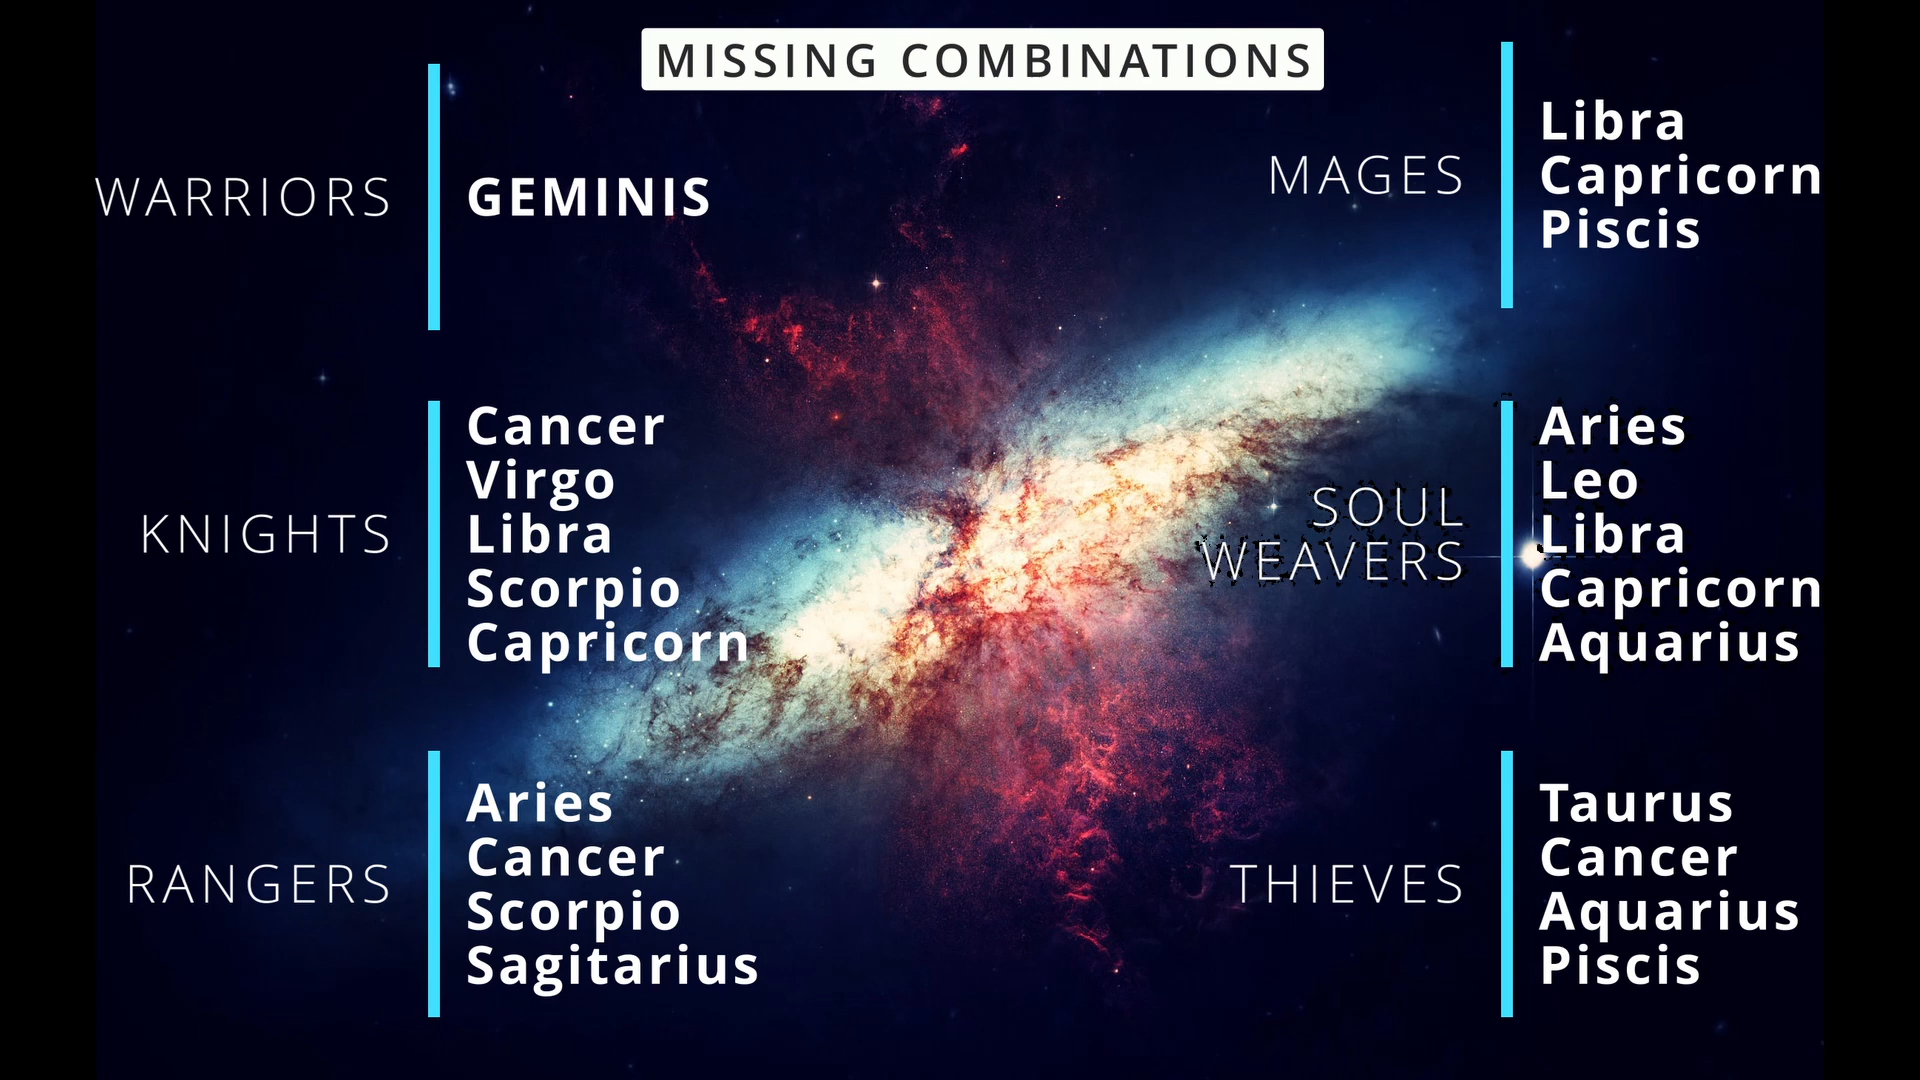 MISSING COMBINATIONS
WARRIORS
GEMINIS
KNIGHTS
Cancer
Virgo
Libra
Scorpio
Capricorn
RANGERS
Aries
Cancer
Scorpio
Sagitarius
MAGES
Libra
Capricorn
Piscis
SOUL
WEAVERS
Aries
Leo
Libra
Capricorn
Aquarius
THIEVES
Taurus
Cancer
Aquarius
Piscis